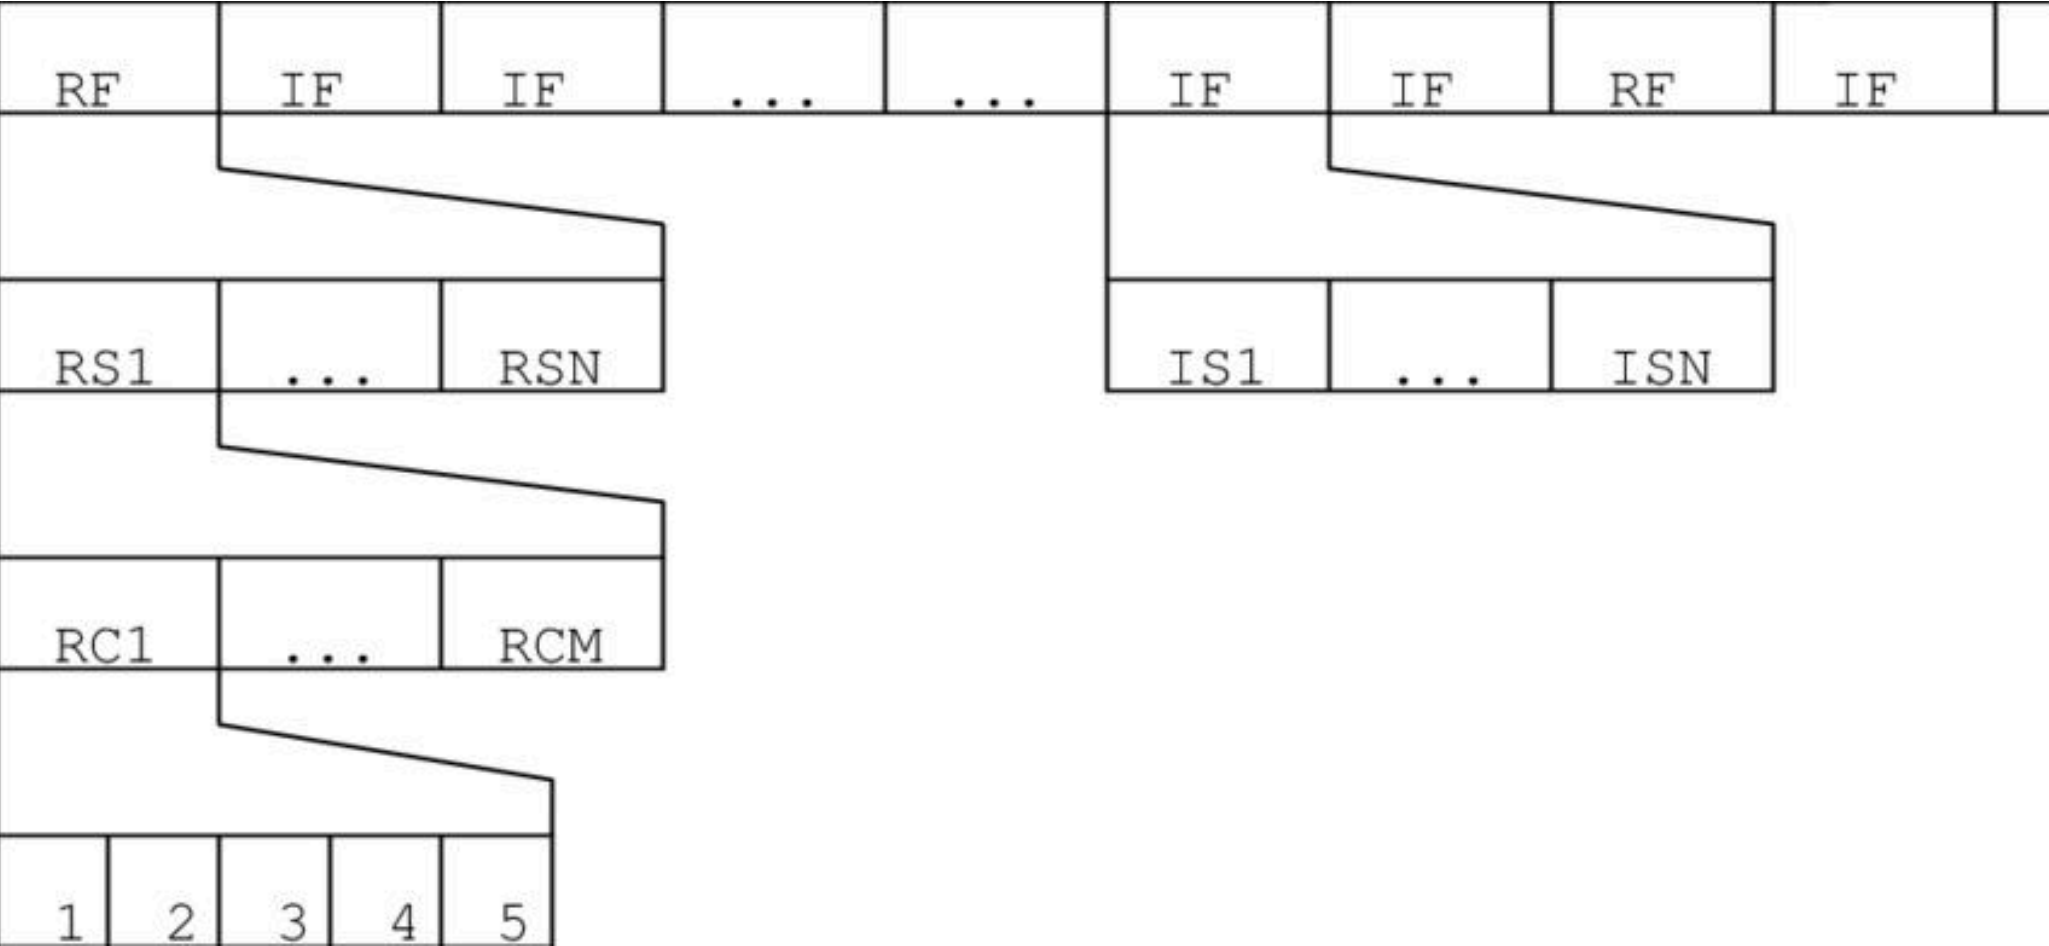 RF IF IF ... ... IF IF RF IF
RS1 ... RSN IS1 ... ISN
RC1 ... RCM
1 2 3 4 5